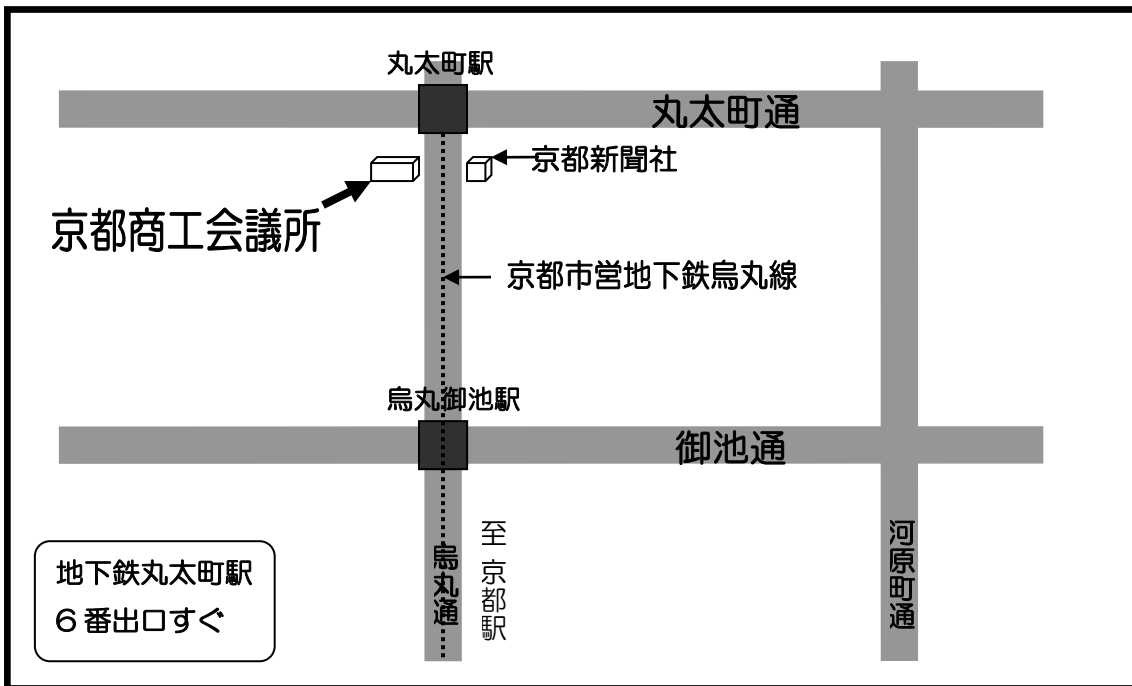 丸太町駅
丸太町通
京都新聞社
京都商工会議所
京都市営地下鉄烏丸線
烏丸御池駅
御池通
至 京都駅
烏丸通
河原町通
地下鉄丸太町駅
6番出口すぐ